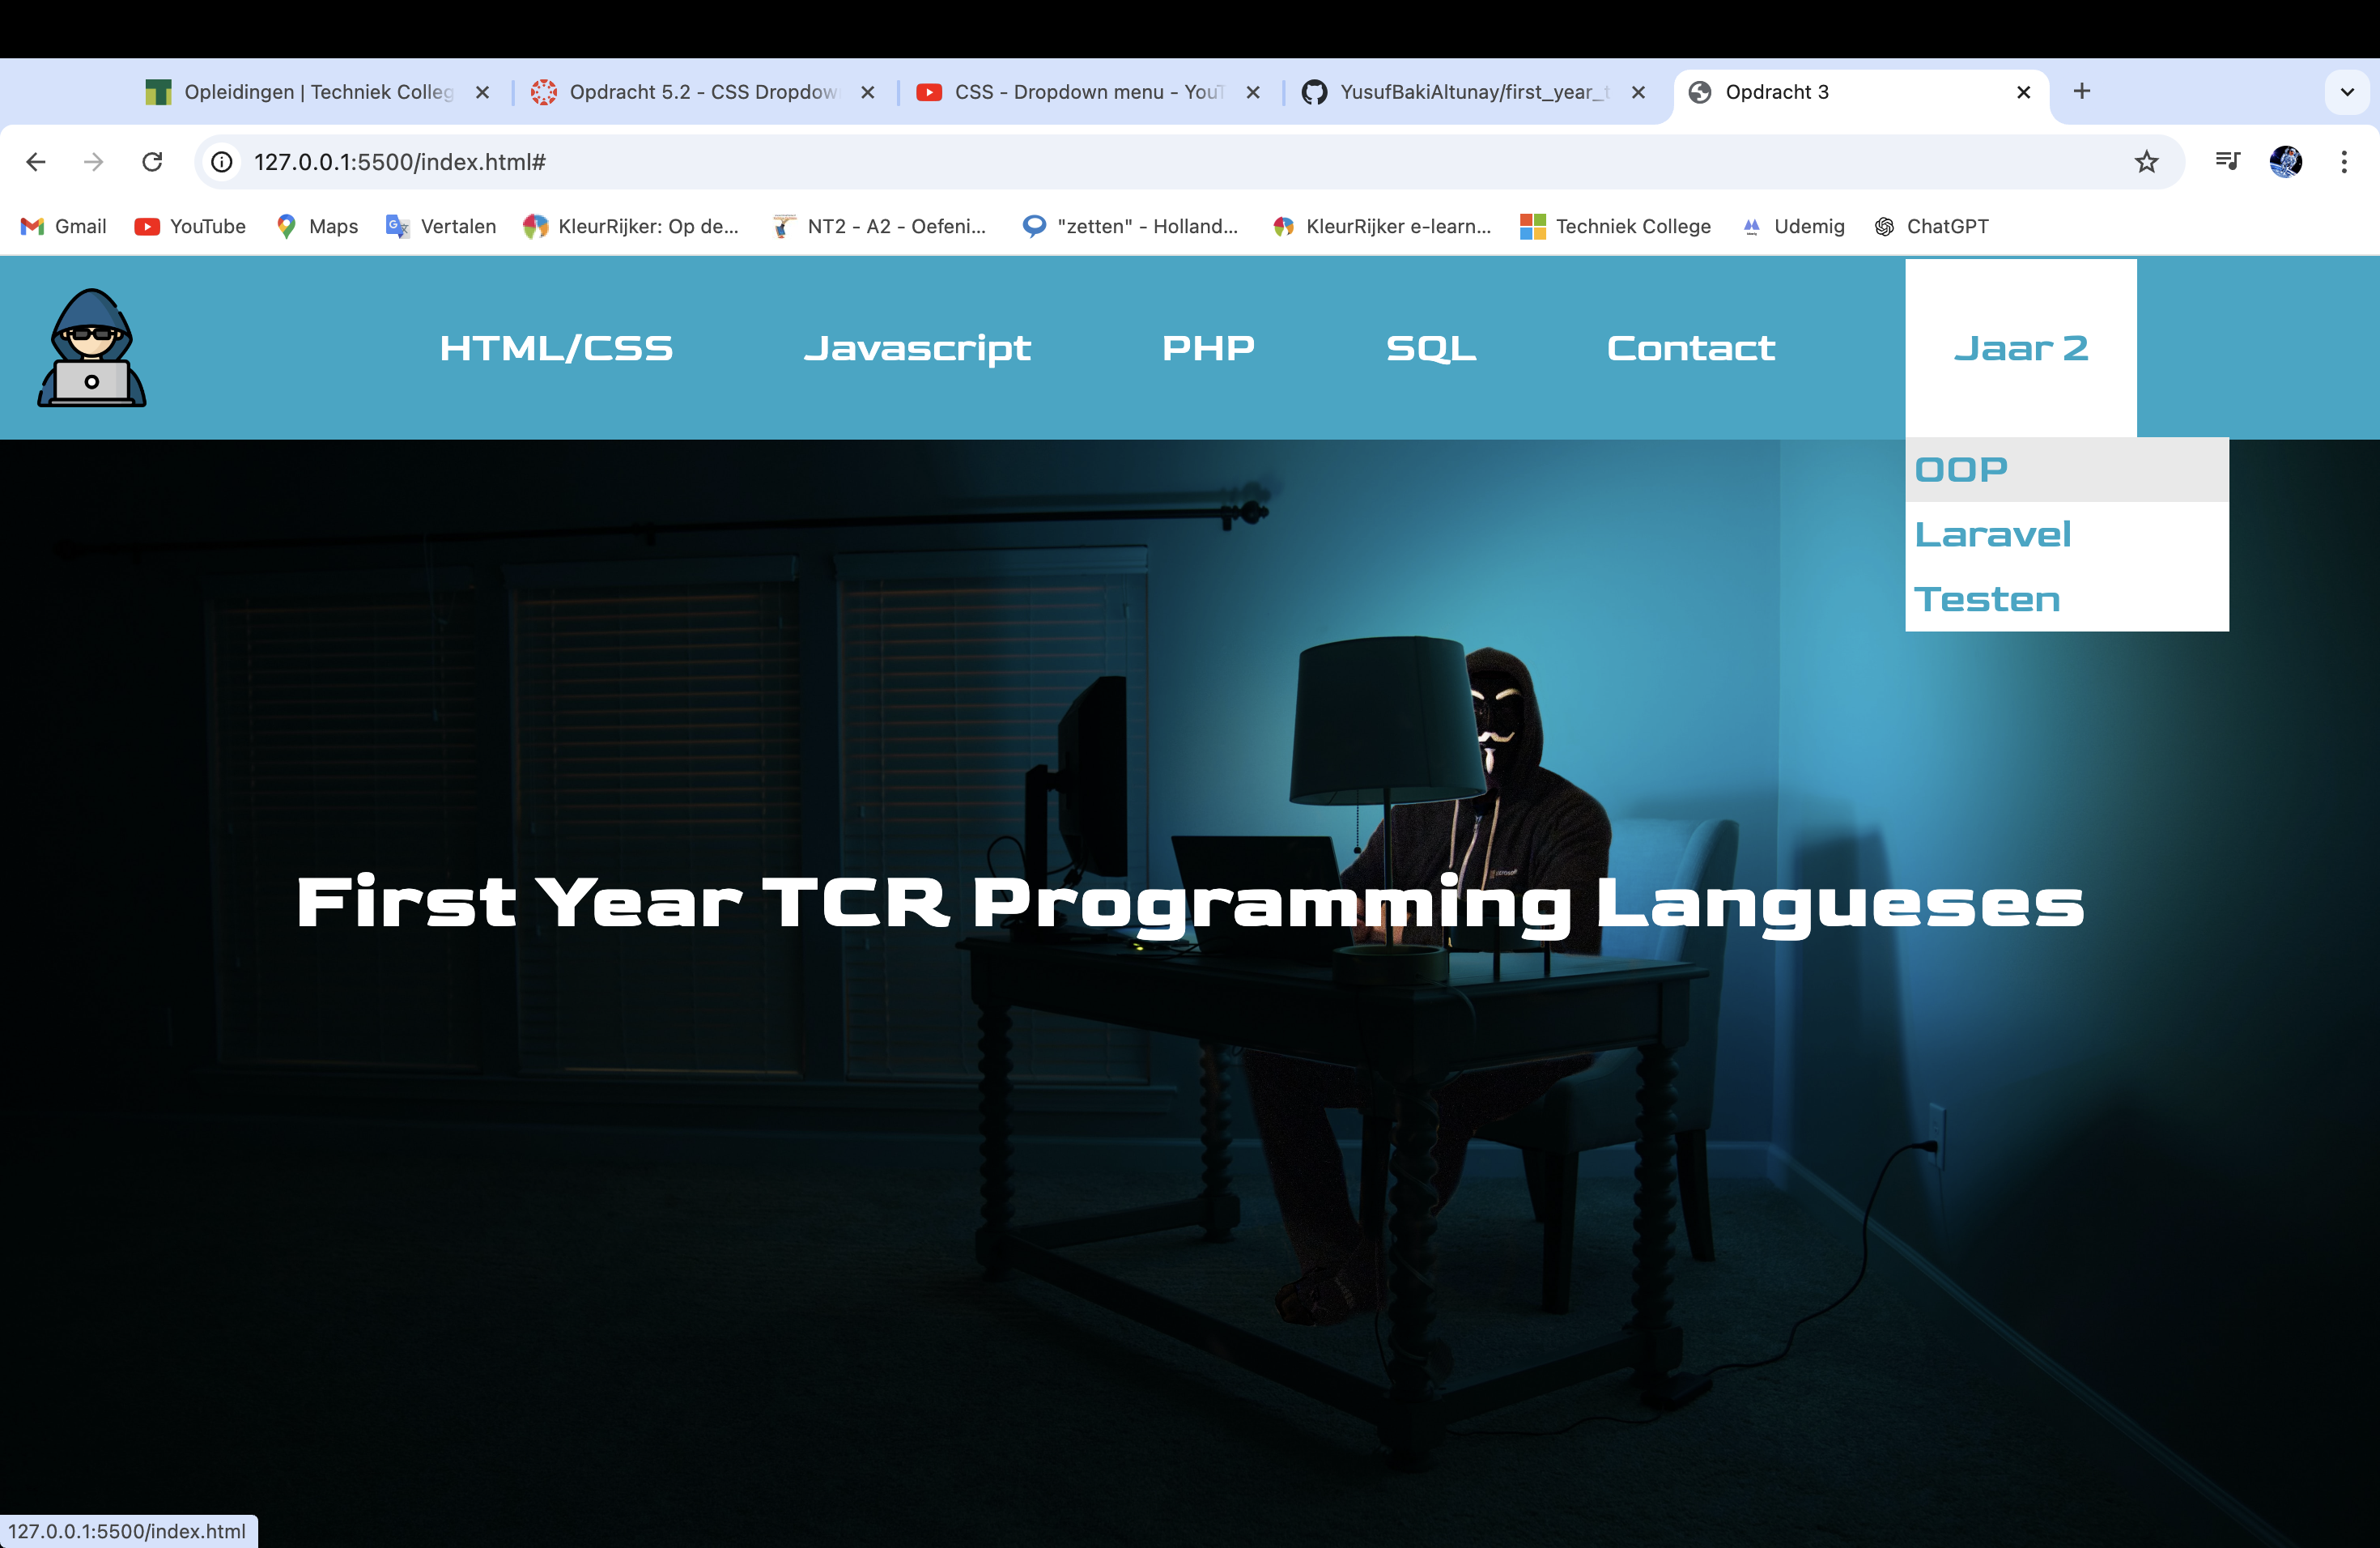 Opleidingen | Techniek Colleg
Opdracht 5.2 - CSS Dropdow
CSS - Dropdown menu - YouT
YusufBakiAltunay/first_year_t
Opdracht 3
127.0.0.1:5500/index.html#
Gmail
YouTube
Maps
Vertalen
KleurRijker: Op de...
NT2 - A2 - Oefeni...
"zetten" - Holland...
KleurRijker e-learn...
Techniek College
Udemig
ChatGPT
HTML/CSS
Javascript
PHP
SQL
Contact
Jaar 2
OOP
Laravel
Testen
First Year TCR Programming Langueses
127.0.0.1:5500/index.html